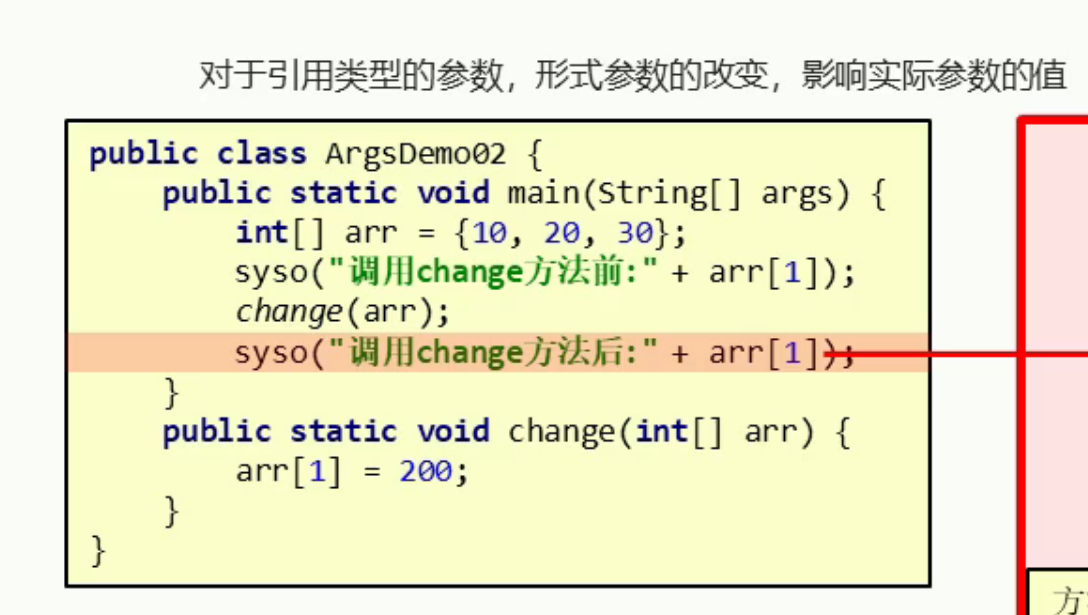 对于引用类型的参数，形式参数的改变，影响实际参数的值
public class ArgsDemo02 {
    public static void main(String[] args) {
        int[] arr = {10, 20, 30};
        syso("调用change方法前:" + arr[1]);
        change(arr);
        syso("调用change方法后:" + arr[1]);
    }
    public static void change(int[] arr) {
        arr[1] = 200;
    }
}
方